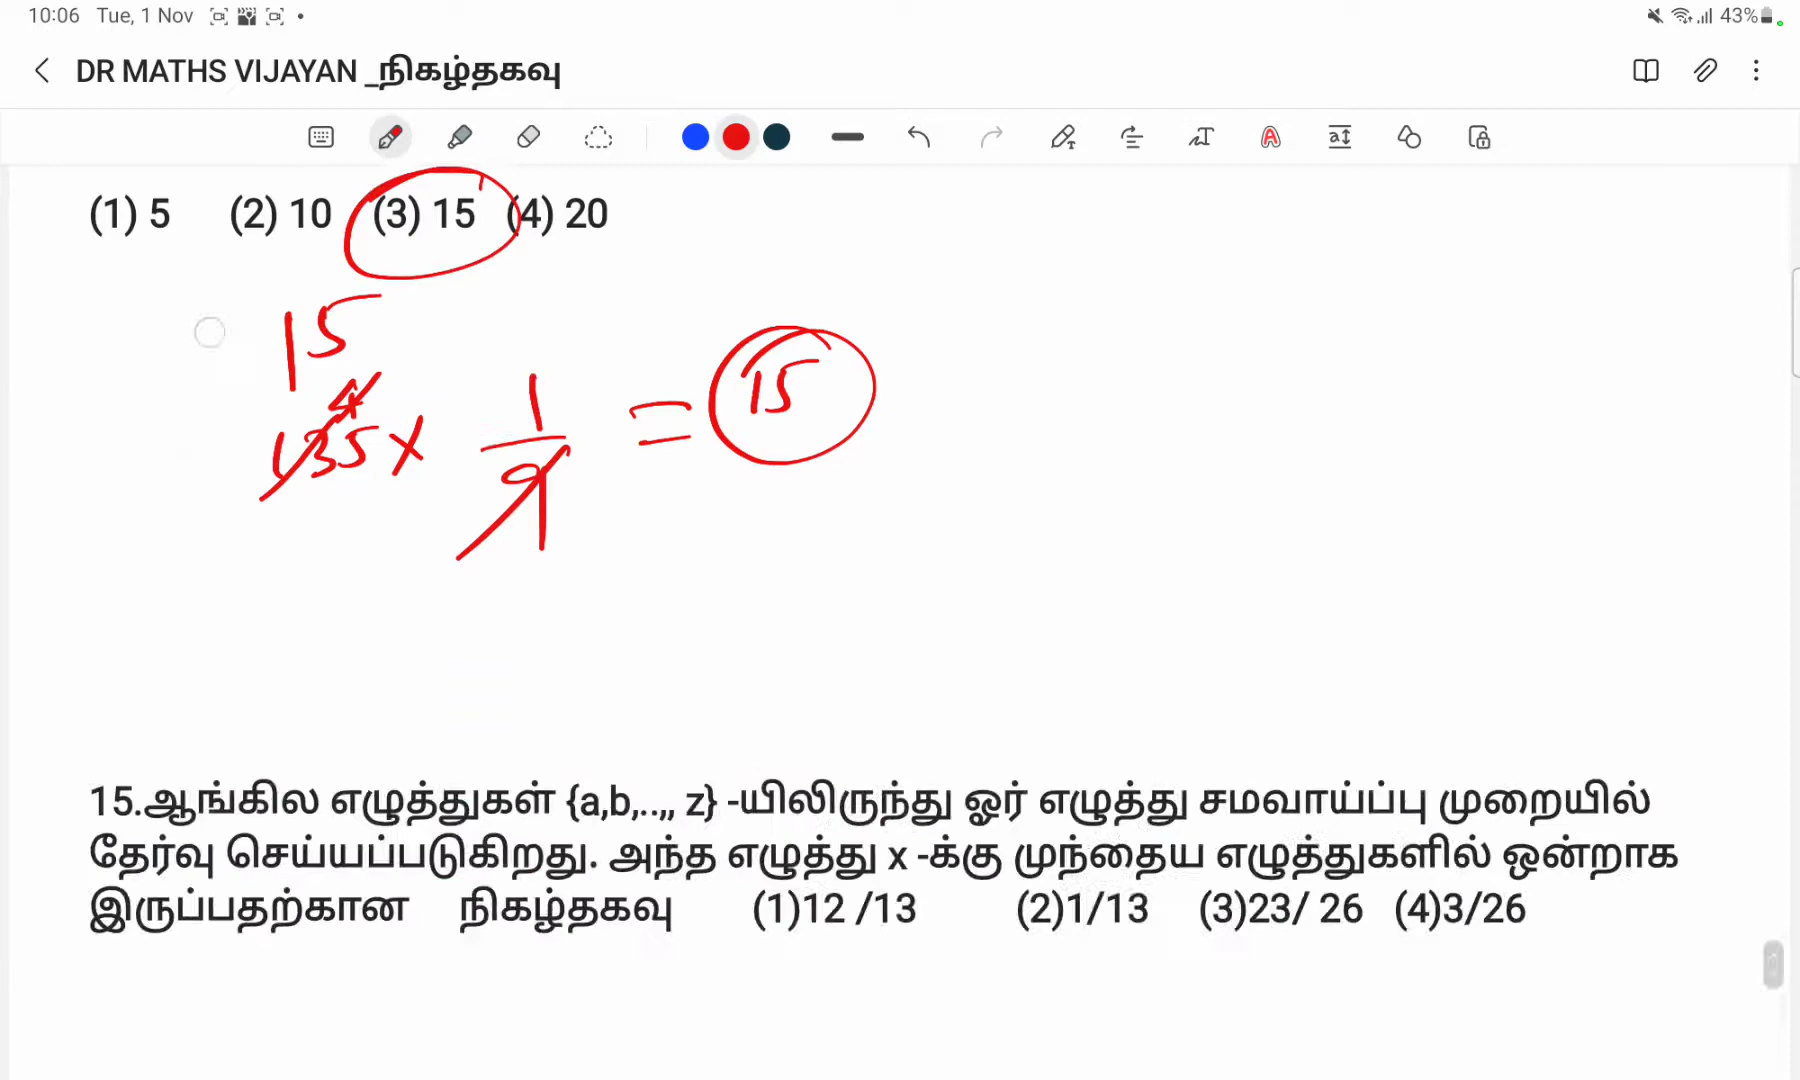 10:06 Tue, 1 Nov
43%
DR MATHS VIJAYAN _நிகழ்தகவு
(1) 5 (2) 10 (3) 15 (4) 20
15
135 x 1/9 = 15
15.ஆங்கில எழுத்துகள் {a,b,..,, z} -யிலிருந்து ஓர் எழுத்து சமவாய்ப்பு முறையில்
தேர்வு செய்யப்படுகிறது. அந்த எழுத்து x -க்கு முந்தைய எழுத்துகளில் ஒன்றாக
இருப்பதற்கான நிகழ்தகவு (1)12 /13 (2)1/13 (3)23/ 26 (4)3/26